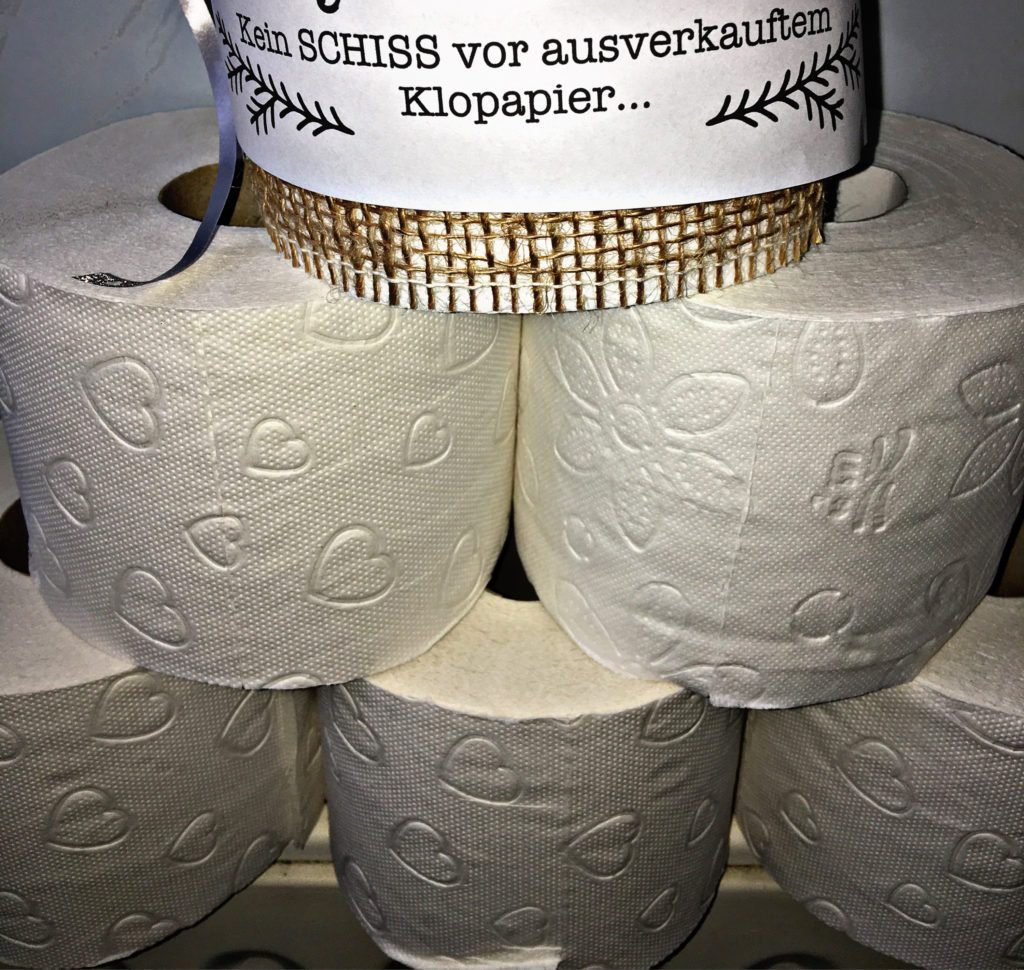 Kein SCHISS vor ausverkauftem
Klopapier...